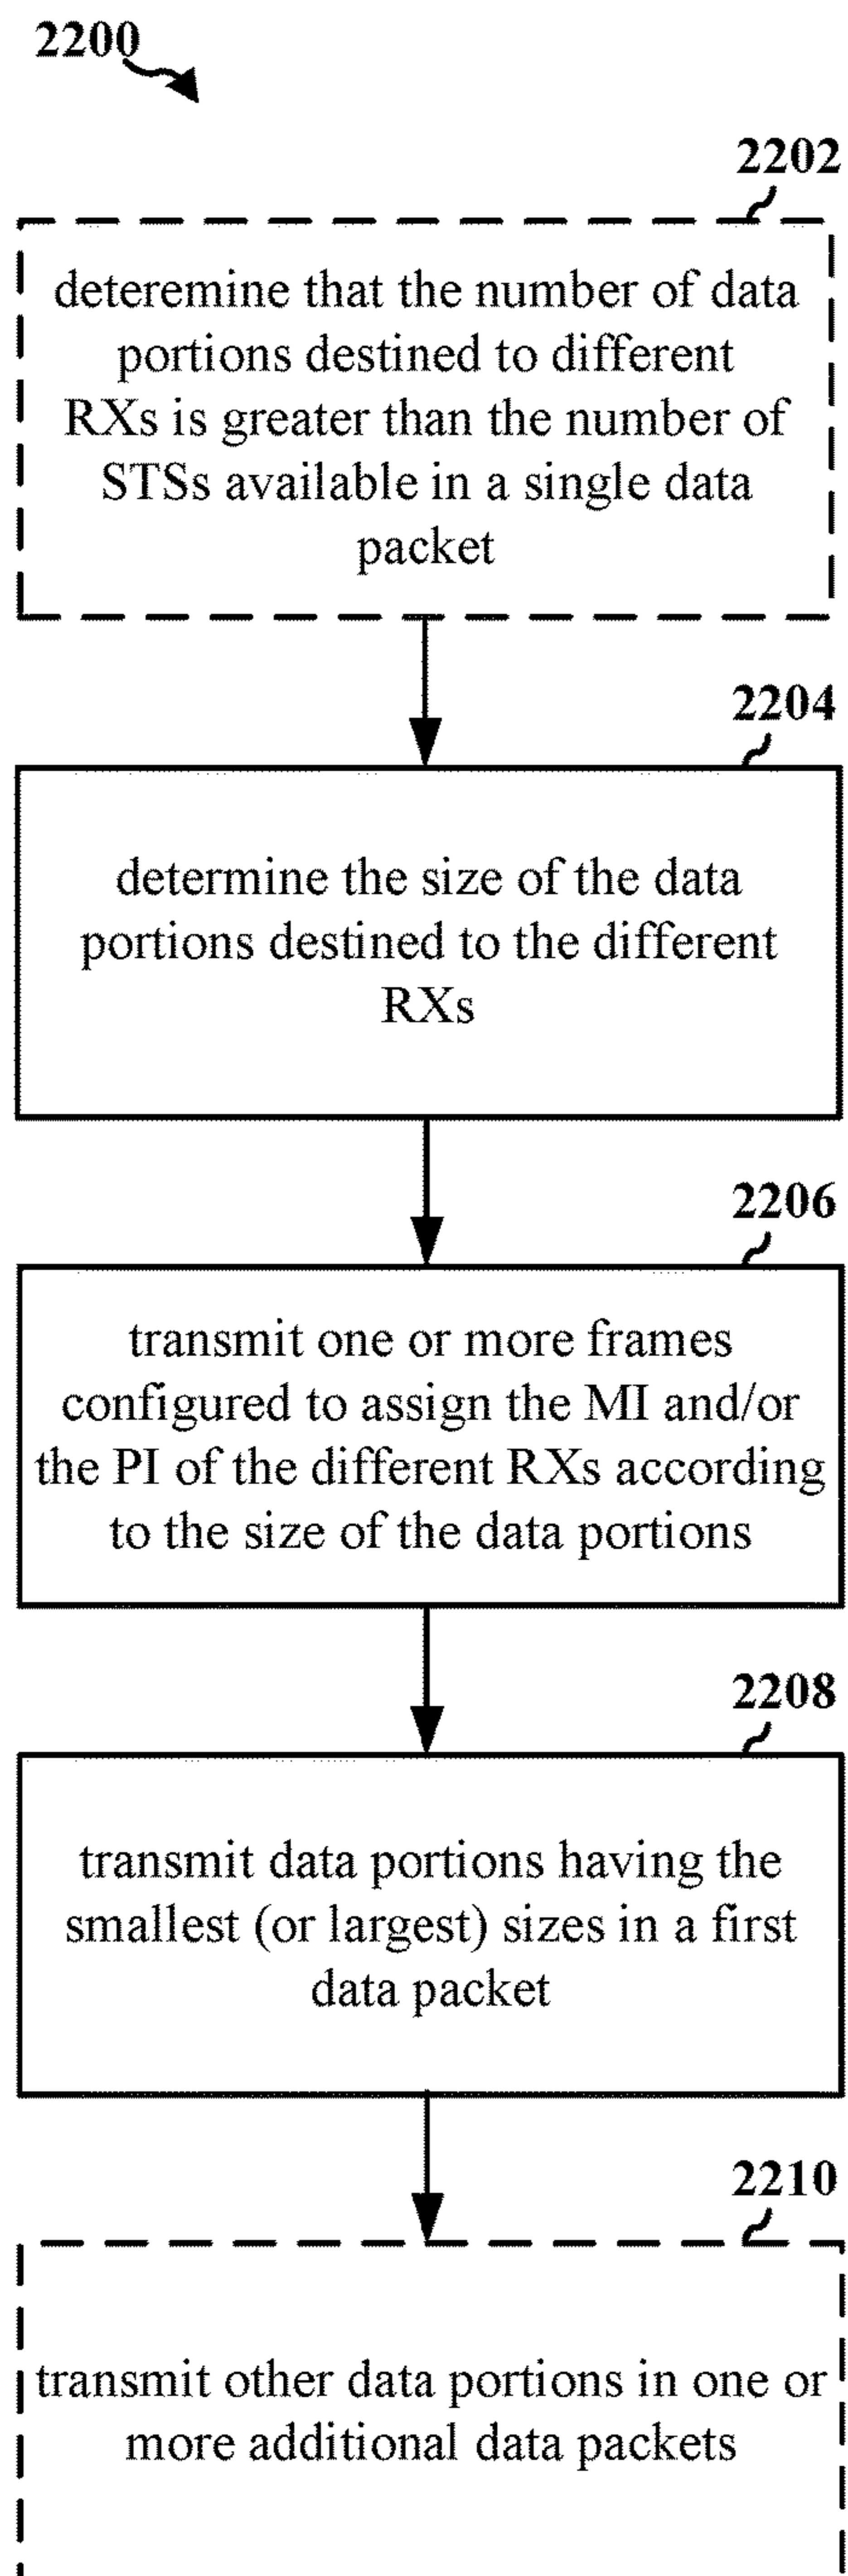 2200
2202
deteremine that the number of data
portions destined to different
RXs is greater than the number of
STSs available in a single data
packet
2204
determine the size of the data
portions destined to the different
RXs
2206
transmit one or more frames
configured to assign the MI and/or
the PI of the different RXs according
to the size of the data portions
2208
transmit data portions having the
smallest (or largest) sizes in a first
data packet
2210
transmit other data portions in one or
more additional data packets